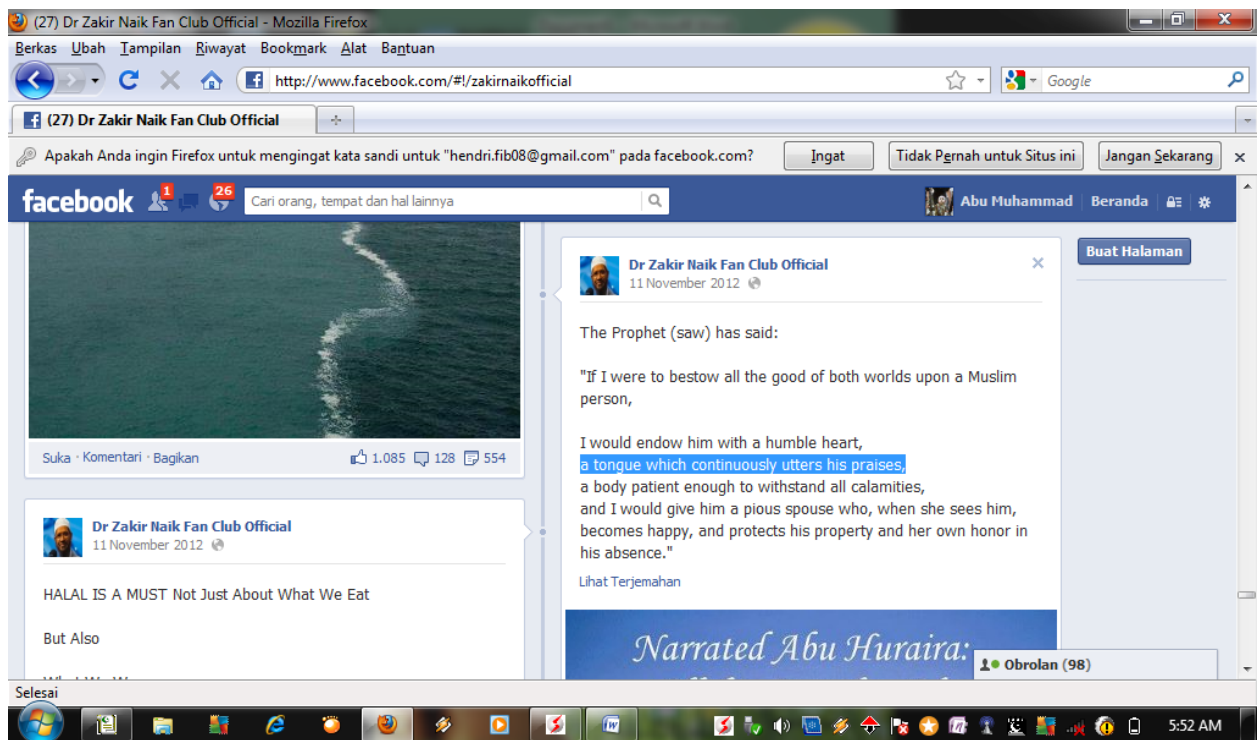 (27) Dr Zakir Naik Fan Club Official - Mozilla Firefox
Berkas Ubah Tampilan Riwayat Bookmark Alat Bantuan
http://www.facebook.com/#!/zakirnaikofficial
Google
(27) Dr Zakir Naik Fan Club Official
Apakah Anda ingin Firefox untuk mengingat kata sandi untuk "hendri.fib08@gmail.com" pada facebook.com? Ingat Tidak Pernah untuk Situs ini Jangan Sekarang
facebook 1 26 Cari orang, tempat dan hal lainnya Abu Muhammad Beranda
Suka · Komentari · Bagikan 1.085 128 554
Dr Zakir Naik Fan Club Official
11 November 2012
HALAL IS A MUST Not Just About What We Eat
But Also
Dr Zakir Naik Fan Club Official
11 November 2012
The Prophet (saw) has said:
"If I were to bestow all the good of both worlds upon a Muslim
person,
I would endow him with a humble heart,
a tongue which continuously utters his praises,
a body patient enough to withstand all calamities,
and I would give him a pious spouse who, when she sees him,
becomes happy, and protects his property and her own honor in
his absence."
Lihat Terjemahan
Narrated Abu Huraira:
Buat Halaman
Obrolan (98)
Selesai
5:52 AM